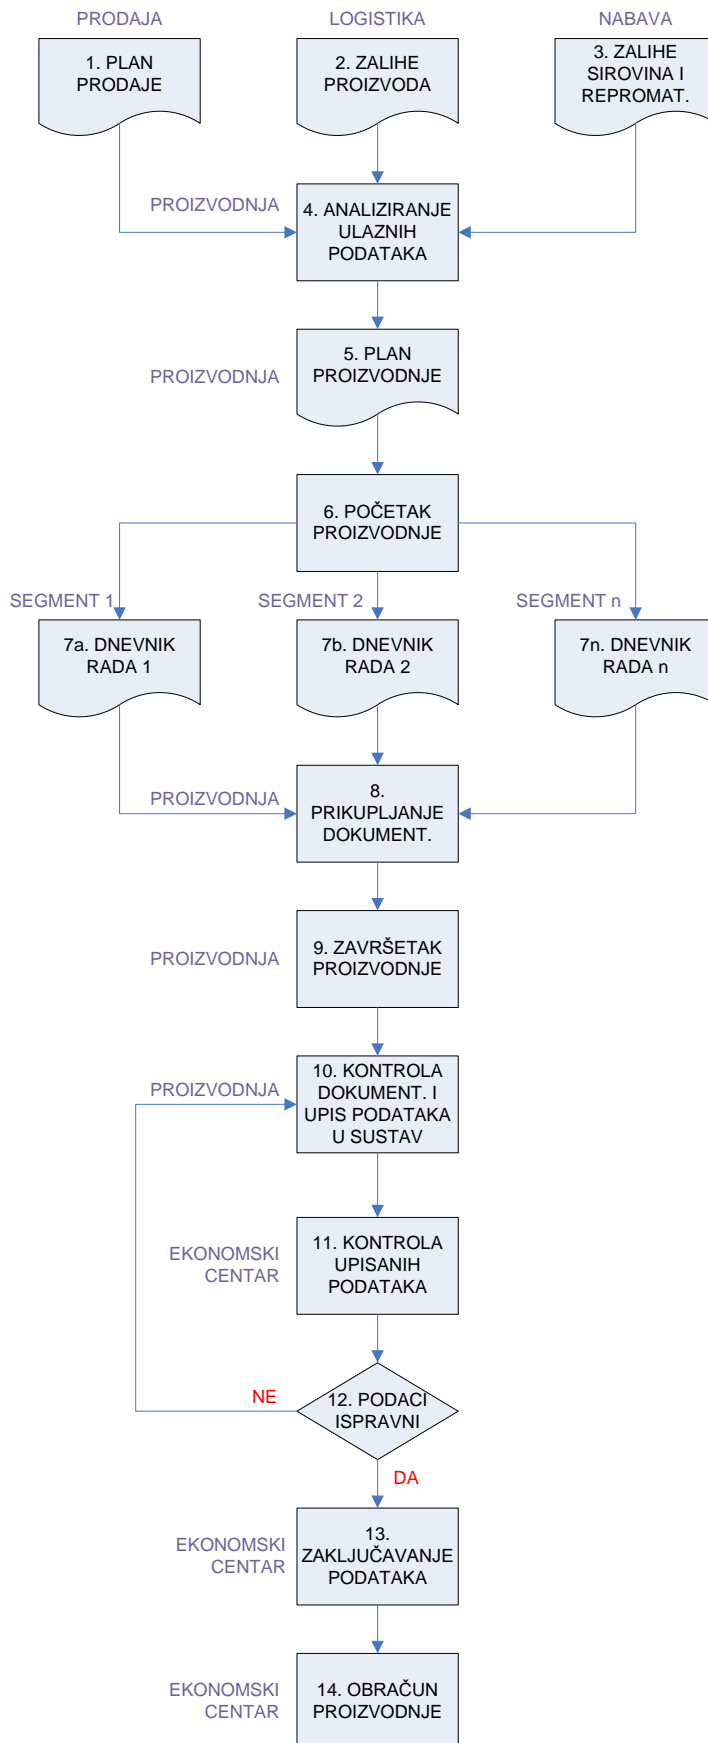 PRODAJA
LOGISTIKA
NABAVA
1. PLAN
PRODAJE
2. ZALIHE
PROIZVODA
3. ZALIHE
SIROVINA I
REPROMAT.
PROIZVODNJA
4. ANALIZIRANJE
ULAZNIH
PODATAKA
PROIZVODNJA
5. PLAN
PROIZVODNJE
6. POČETAK
PROIZVODNJE
SEGMENT 1
SEGMENT 2
SEGMENT n
7a. DNEVNIK
RADA 1
7b. DNEVNIK
RADA 2
7n. DNEVNIK
RADA n
PROIZVODNJA
8.
PRIKUPLJANJE
DOKUMENT.
PROIZVODNJA
9. ZAVRŠETAK
PROIZVODNJE
PROIZVODNJA
10. KONTROLA
DOKUMENT. I
UPIS PODATAKA
U SUSTAV
EKONOMSKI
CENTAR
11. KONTROLA
UPISANIH
PODATAKA
NE
12. PODACI
ISPRAVNI
DA
EKONOMSKI
CENTAR
13.
ZAKLJUČAVANJE
PODATAKA
EKONOMSKI
CENTAR
14. OBRAČUN
PROIZVODNJE